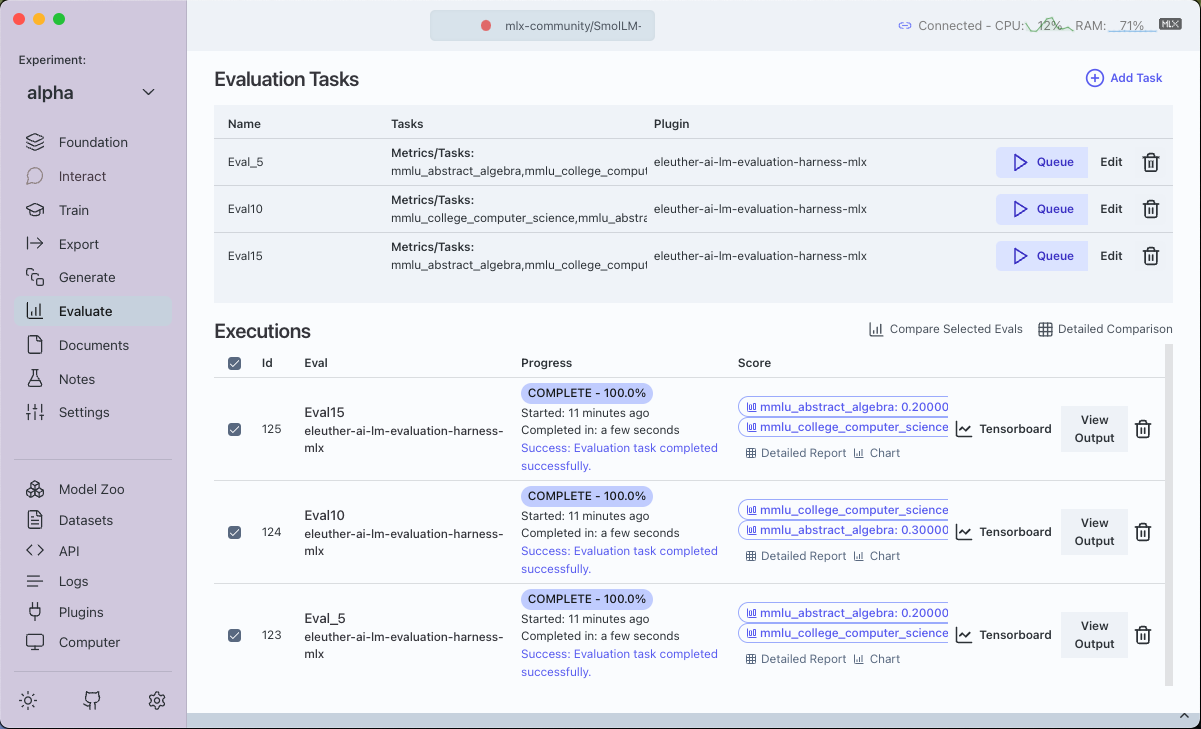 mlx-community/SmolLM-
Connected - CPU: 12% RAM: 71% MLX
Experiment:
alpha
Foundation
Interact
Train
Export
Generate
Evaluate
Documents
Notes
Settings
Model Zoo
Datasets
API
Logs
Plugins
Computer
Evaluation Tasks
Add Task
Name Tasks Plugin
Eval_5
Metrics/Tasks:
mmlu_abstract_algebra,mmlu_college_comput
eleuther-ai-lm-evaluation-harness-mlx
Queue Edit
Eval10
Metrics/Tasks:
mmlu_college_computer_science,mmlu_abstra
eleuther-ai-lm-evaluation-harness-mlx
Queue Edit
Eval15
Metrics/Tasks:
mmlu_abstract_algebra,mmlu_college_comput
eleuther-ai-lm-evaluation-harness-mlx
Queue Edit
Executions
Compare Selected Evals
Detailed Comparison
Id Eval Progress Score
125
Eval15
eleuther-ai-lm-evaluation-harness-
mlx
COMPLETE - 100.0%
Started: 11 minutes ago
Completed in: a few seconds
Success: Evaluation task completed
successfully.
mmlu_abstract_algebra: 0.20000
mmlu_college_computer_science
Detailed Report Chart
Tensorboard
View
Output
124
Eval10
eleuther-ai-lm-evaluation-harness-
mlx
COMPLETE - 100.0%
Started: 11 minutes ago
Completed in: a few seconds
Success: Evaluation task completed
successfully.
mmlu_college_computer_science
mmlu_abstract_algebra: 0.30000
Detailed Report Chart
Tensorboard
View
Output
123
Eval_5
eleuther-ai-lm-evaluation-harness-
mlx
COMPLETE - 100.0%
Started: 11 minutes ago
Completed in: a few seconds
Success: Evaluation task completed
successfully.
mmlu_abstract_algebra: 0.20000
mmlu_college_computer_science
Detailed Report Chart
Tensorboard
View
Output